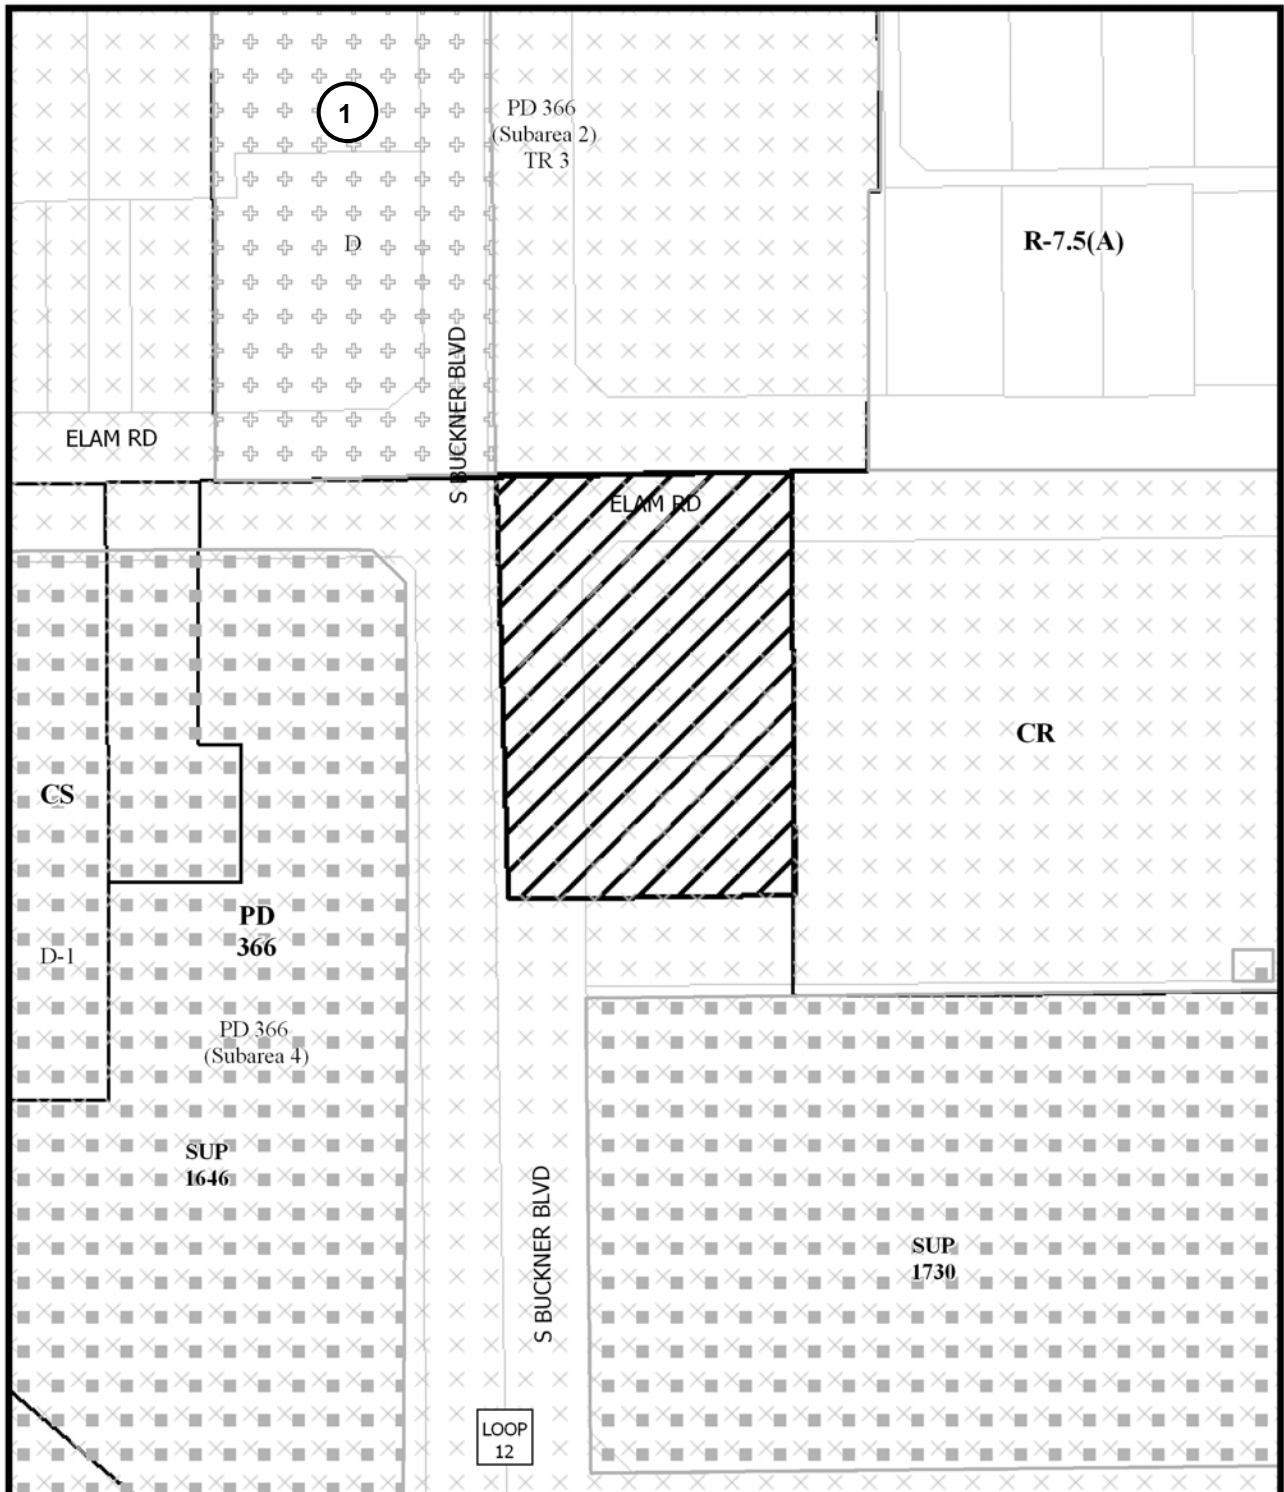 1
PD 366
(Subarea 2)
TR 3
D
R-7.5(A)
S BUCKNER BLVD
ELAM RD
ELAM RD
CR
CS
PD
366
D-1
PD 366
(Subarea 4)
SUP
1646
S BUCKNER BLVD
SUP
1730
LOOP
12